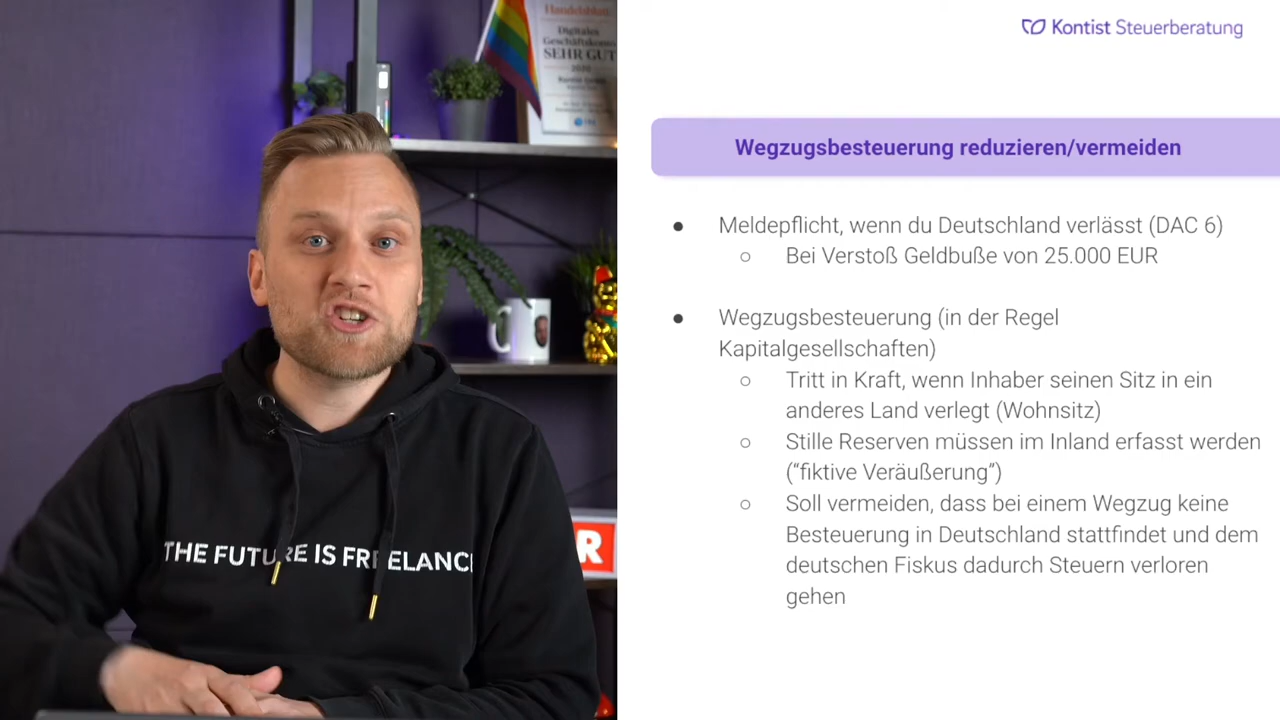 Handelsblatt
Digitales
Geschäftskonto
SEHR GUT
2020
THE FUTURE IS FREELANCE
R
Kontist Steuerberatung
Wegzugsbesteuerung reduzieren/vermeiden
● Meldepflicht, wenn du Deutschland verlässt (DAC 6)
○ Bei Verstoß Geldbuße von 25.000 EUR
● Wegzugsbesteuerung (in der Regel
Kapitalgesellschaften)
○ Tritt in Kraft, wenn Inhaber seinen Sitz in ein
anderes Land verlegt (Wohnsitz)
○ Stille Reserven müssen im Inland erfasst werden
(“fiktive Veräußerung”)
○ Soll vermeiden, dass bei einem Wegzug keine
Besteuerung in Deutschland stattfindet und dem
deutschen Fiskus dadurch Steuern verloren
gehen